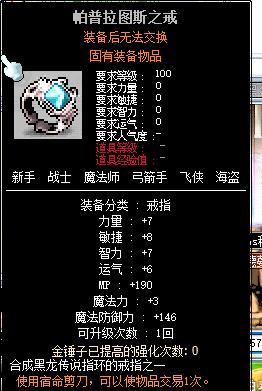 帕普拉图斯之戒
装备后无法交换
固有装备物品
要求等级 : 100
要求力量 : 0
要求敏捷 : 0
要求智力 : 0
要求运气 : 0
要求人气度 : -
道具等级 : -
道具经验值 : -
新手 战士 魔法师 弓箭手 飞侠 海盗
装备分类 : 戒指
力量 : +7
敏捷 : +8
智力 : +7
运气 : +6
MP : +190
魔法力 : +3
魔法防御力 : +146
可升级次数 : 1回
金锤子已提高的强化次数: 0
合成黑龙传说指环的戒指之一
使用宿命剪刀，可以使物品交易1次。